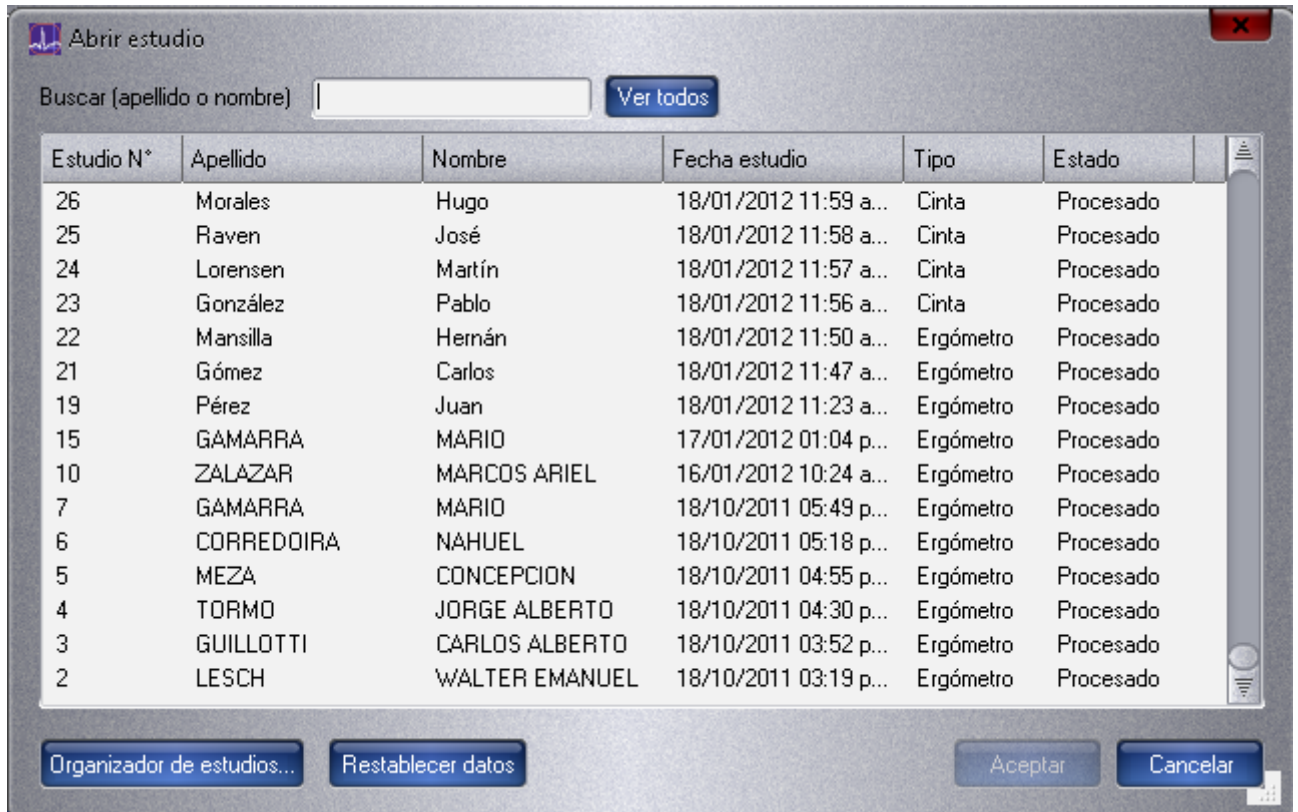 Abrir estudio
Buscar (apellido o nombre) Ver todos
Estudio N° Apellido Nombre Fecha estudio Tipo Estado
26 Morales Hugo 18/01/2012 11:59 a... Cinta Procesado
25 Raven José 18/01/2012 11:58 a... Cinta Procesado
24 Lorensen Martín 18/01/2012 11:57 a... Cinta Procesado
23 González Pablo 18/01/2012 11:56 a... Cinta Procesado
22 Mansilla Hernán 18/01/2012 11:50 a... Ergómetro Procesado
21 Gómez Carlos 18/01/2012 11:47 a... Ergómetro Procesado
19 Pérez Juan 18/01/2012 11:23 a... Ergómetro Procesado
15 GAMARRA MARIO 17/01/2012 01:04 p... Ergómetro Procesado
10 ZALAZAR MARCOS ARIEL 16/01/2012 10:24 a... Ergómetro Procesado
7 GAMARRA MARIO 18/10/2011 05:49 p... Ergómetro Procesado
6 CORREDOIRA NAHUEL 18/10/2011 05:18 p... Ergómetro Procesado
5 MEZA CONCEPCION 18/10/2011 04:55 p... Ergómetro Procesado
4 TORMO JORGE ALBERTO 18/10/2011 04:30 p... Ergómetro Procesado
3 GUILLOTTI CARLOS ALBERTO 18/10/2011 03:52 p... Ergómetro Procesado
2 LESCH WALTER EMANUEL 18/10/2011 03:19 p... Ergómetro Procesado
Organizador de estudios... Restablecer datos Aceptar Cancelar